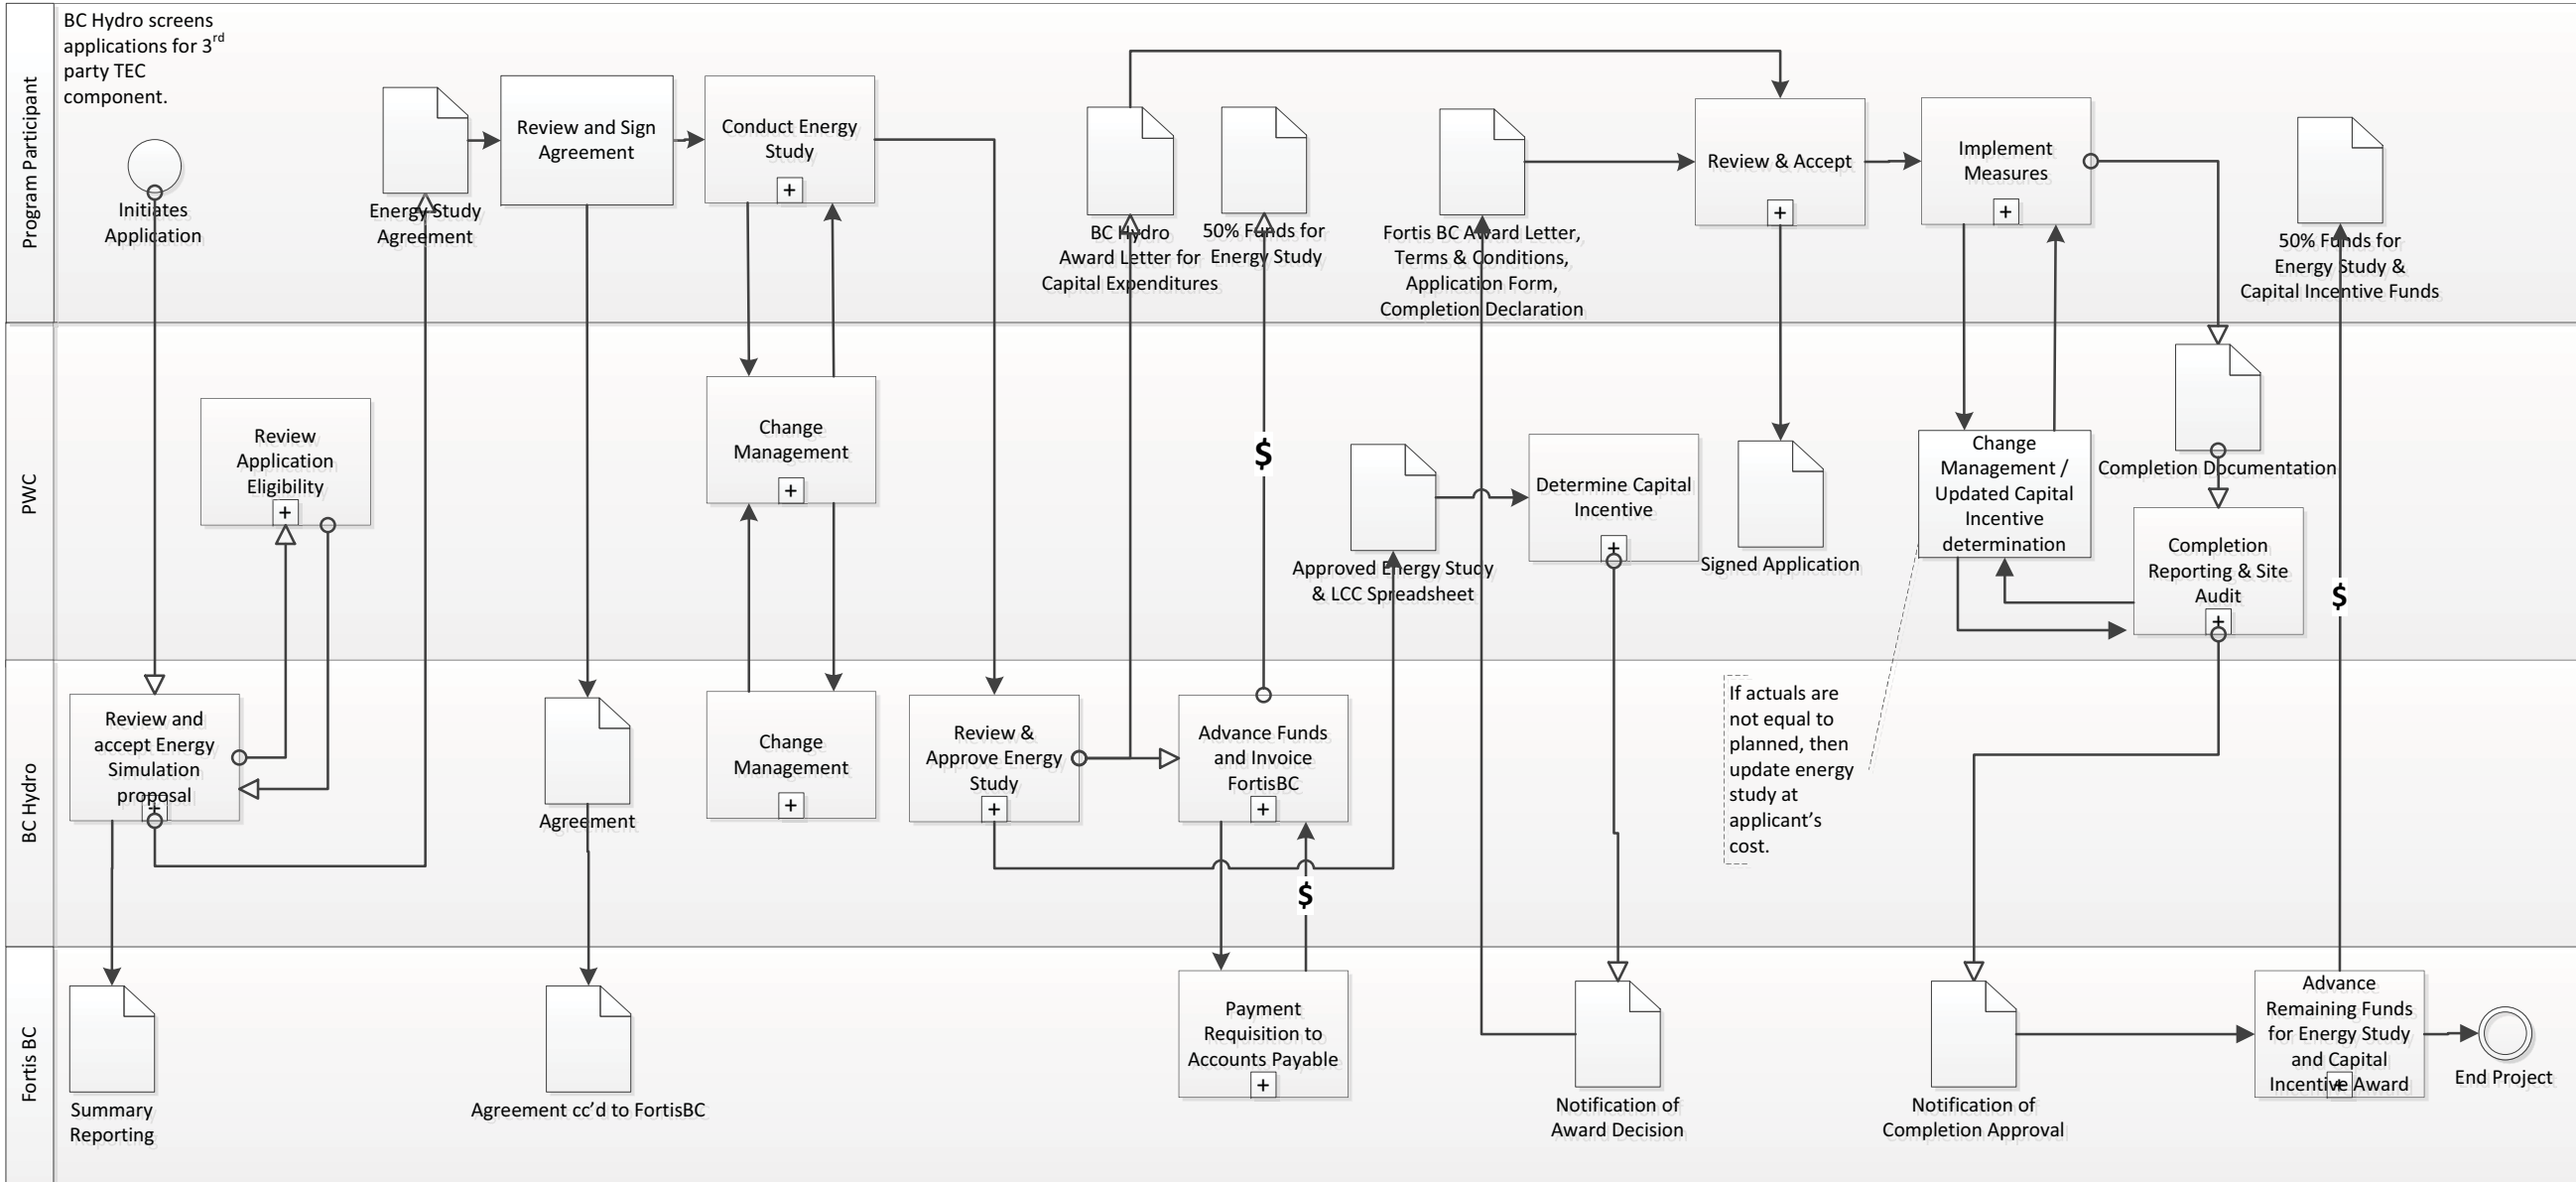 Program Participant
BC Hydro screens
applications for 3rd
party TEC
component.
Initiates
Application
Energy Study
Agreement
Review and Sign
Agreement
Conduct Energy
Study
+
BC Hydro
Award Letter for
Capital Expenditures
50% Funds for
Energy Study
Fortis BC Award Letter,
Terms & Conditions,
Application Form,
Completion Declaration
Review & Accept
+
Implement
Measures
+
50% Funds for
Energy Study &
Capital Incentive Funds
PWC
Review
Application
Eligibility
+
Change
Management
+
$
Approved Energy Study
& LCC Spreadsheet
Determine Capital
Incentive
+
Signed Application
Change
Management /
Updated Capital
Incentive
determination
Completion Documentation
Completion
Reporting & Site
Audit
+
$
BC Hydro
Review and
accept Energy
Simulation
proposal
+
Agreement
Change
Management
+
Review &
Approve Energy
Study
+
Advance Funds
and Invoice
FortisBC
+
$
If actuals are
not equal to
planned, then
update energy
study at
applicant’s
cost.
Fortis BC
Summary
Reporting
Agreement cc’d to FortisBC
Payment
Requisition to
Accounts Payable
+
Notification of
Award Decision
Notification of
Completion Approval
Advance
Remaining Funds
for Energy Study
and Capital
Incentive Award
+
End Project